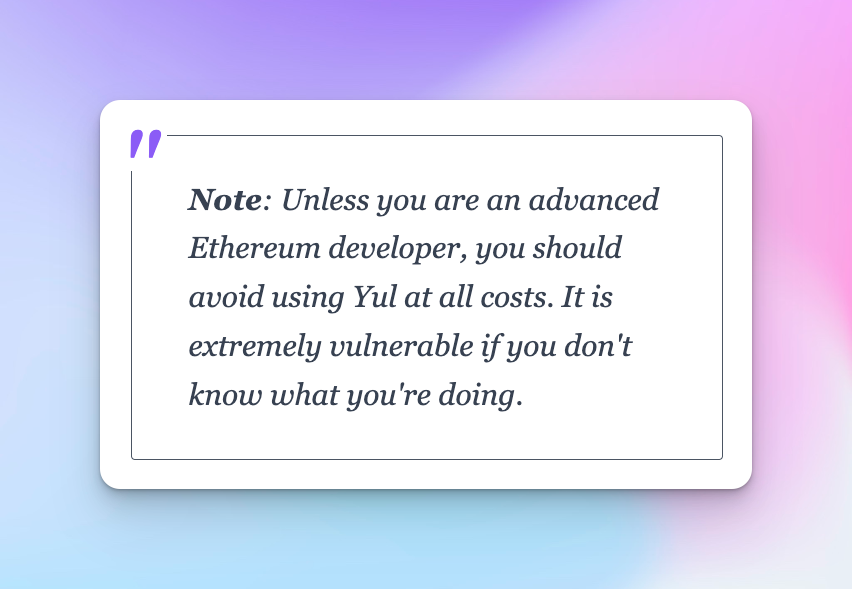 "
Note: Unless you are an advanced
Ethereum developer, you should
avoid using Yul at all costs. It is
extremely vulnerable if you don't
know what you're doing.